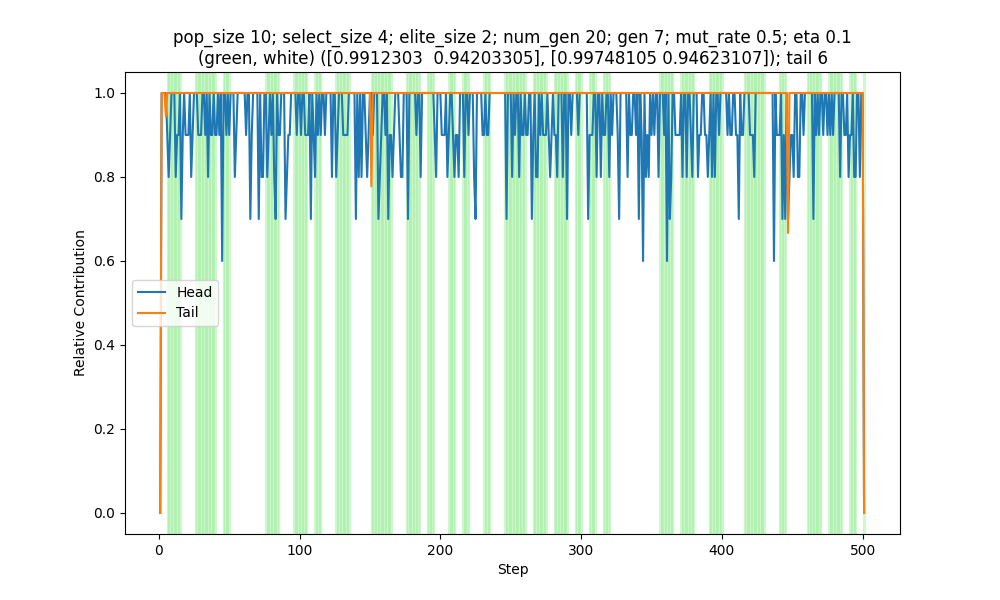 pop_size 10; select_size 4; elite_size 2; num_gen 20; gen 7; mut_rate 0.5; eta 0.1
(green, white) ([0.9912303  0.94203305], [0.99748105 0.94623107]); tail 6
1.0
0.8
0.6
0.4
0.2
0.0
Relative Contribution
Head
Tail
0
100
200
300
400
500
Step